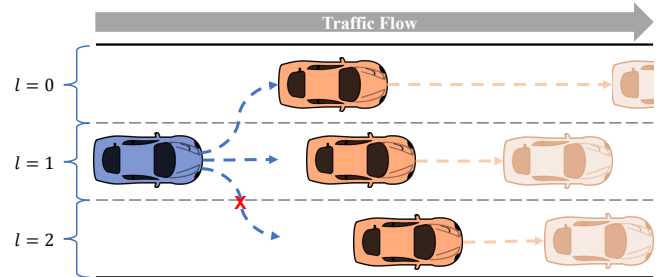 Traffic Flow
l = 0
l = 1
X
l = 2